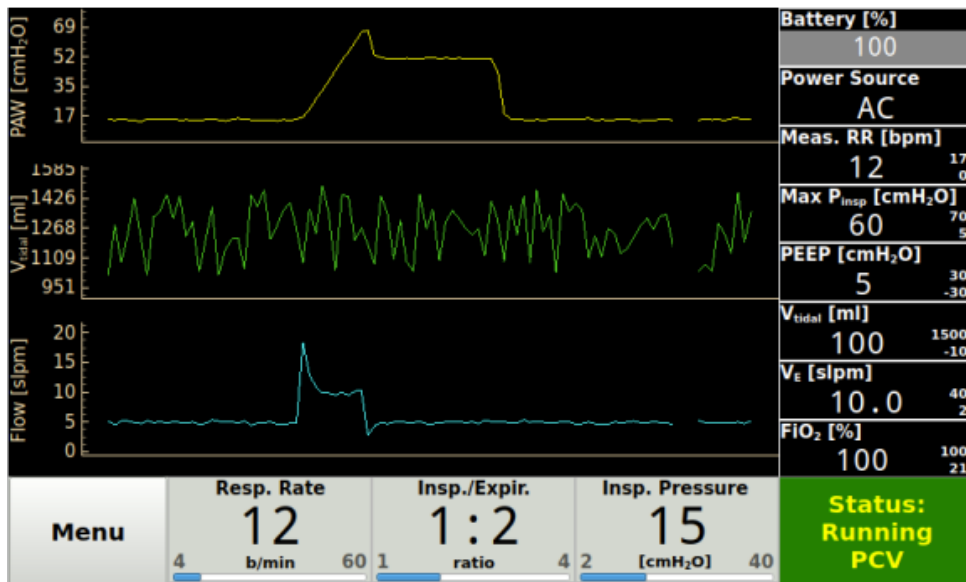 PAW [cmH₂O]
69
52
35
17
Vtidal [ml]
1585
1426
1268
1109
951
Flow [slpm]
20
15
10
5
0
Battery [%]
100
Power Source
AC
Meas. RR [bpm]
12 17 0
Max Pinsp [cmH₂O]
60 70 5
PEEP [cmH₂O]
5 30 -30
Vtidal [ml]
100 1500 -10
VE [slpm]
10.0 40 2
FiO₂ [%]
100 100 21
Menu
Resp. Rate
12
4 b/min 60
Insp./Expir.
1:2
1 ratio 4
Insp. Pressure
15
2 [cmH₂O] 40
Status:
Running
PCV